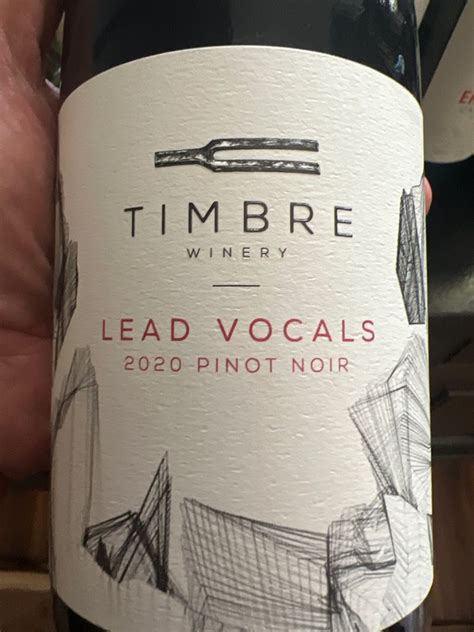 TIMBRE
WINERY
LEAD VOCALS
2020 PINOT NOIR